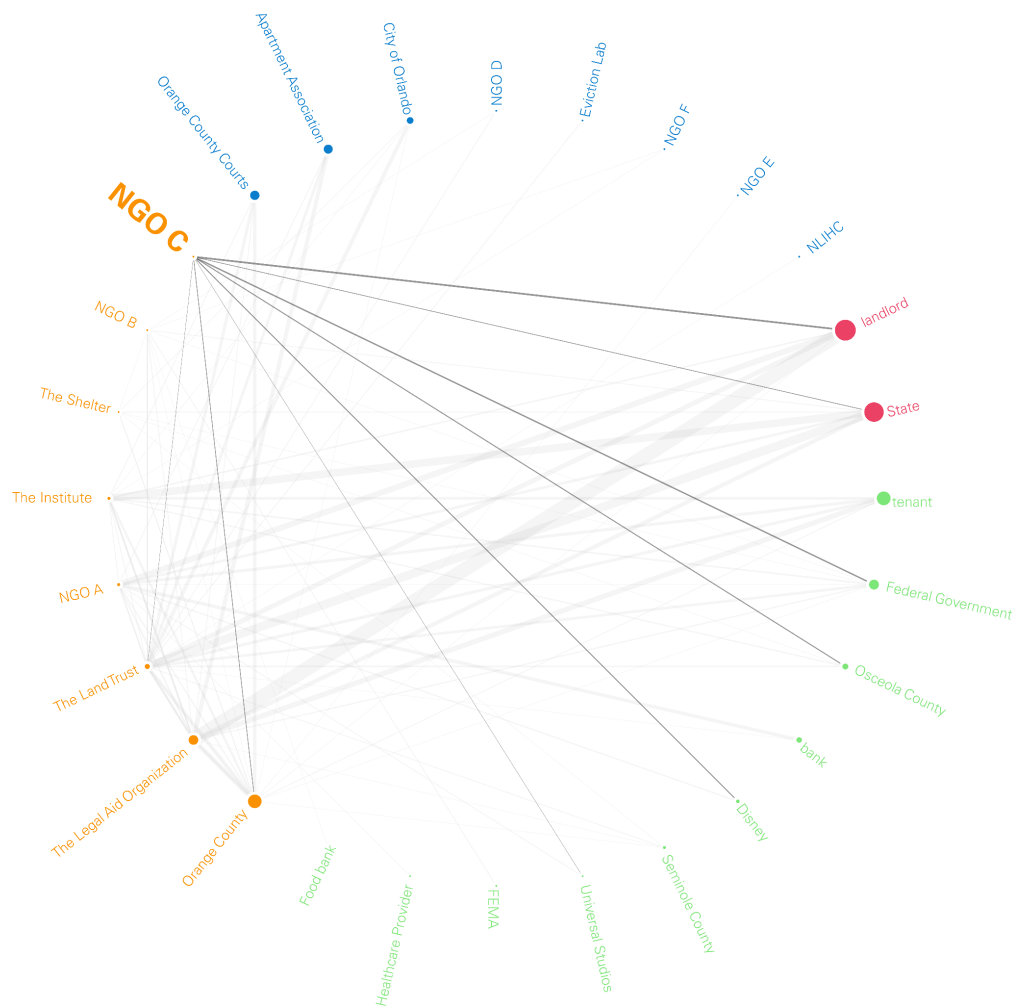 Apartment Association
City of Orlando
NGO D
Eviction Lab
NGO F
Orange County Courts
NGO E
NGO C
NLIHC
landlord
NGO B
State
The Shelter
The Institute
tenant
NGO A
Federal Government
The Land Trust
Osceola County
The Legal Aid Organization
bank
Orange County
Disney
Food bank
Seminole County
Healthcare Provider
FEMA
Universal Studios